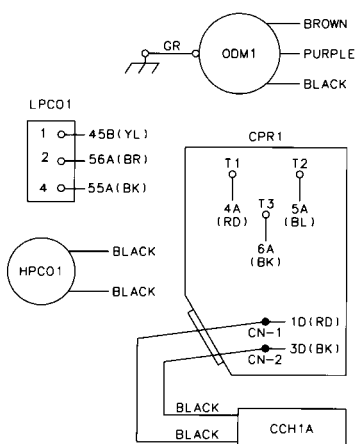 BROWN
GR
ODM1
PURPLE
BLACK
LPCO1
1 45B(YL)
2 56A(BR)
4 55A(BK)
CPR1
T1 T2
T3
4A
(RD)
5A
(BL)
6A
(BK)
HPCO1
BLACK
BLACK
1D(RD)
CN-1
3D(BK)
CN-2
BLACK
BLACK
CCH1A